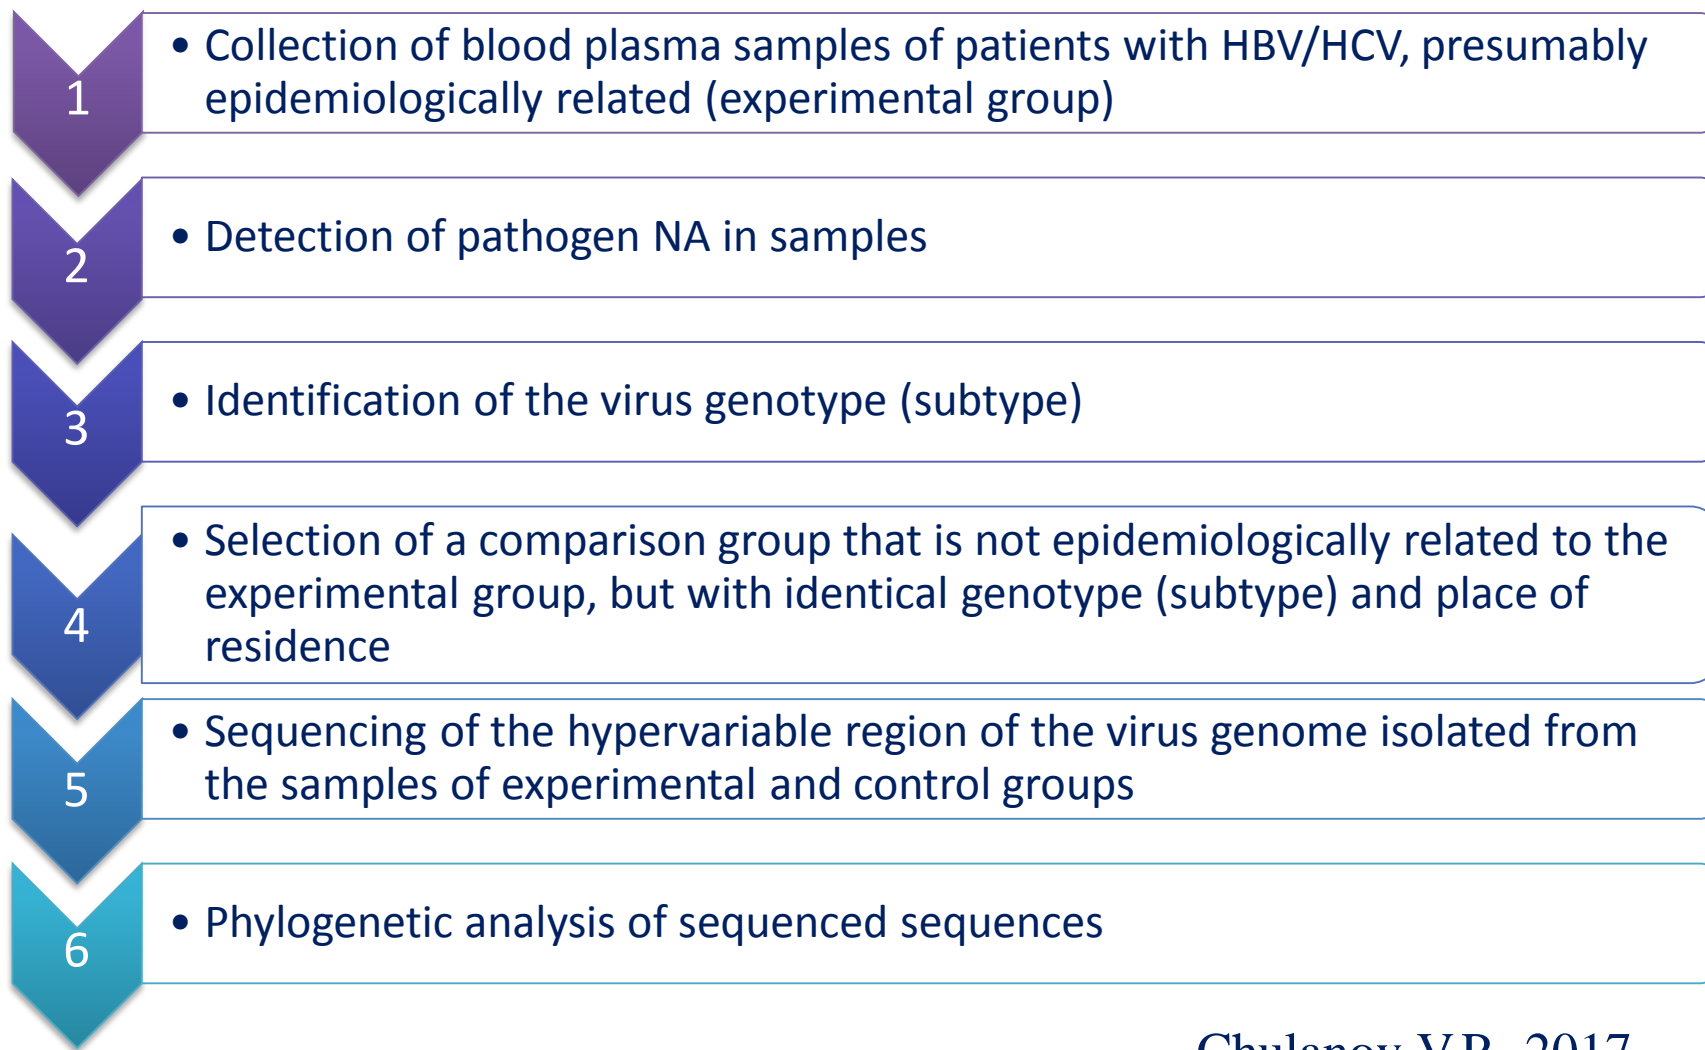 1
• Collection of blood plasma samples of patients with HBV/HCV, presumably
epidemiologically related (experimental group)
2
• Detection of pathogen NA in samples
3
• Identification of the virus genotype (subtype)
4
• Selection of a comparison group that is not epidemiologically related to the
experimental group, but with identical genotype (subtype) and place of
residence
5
• Sequencing of the hypervariable region of the virus genome isolated from
the samples of experimental and control groups
6
• Phylogenetic analysis of sequenced sequences
Chulanov V.P., 2017